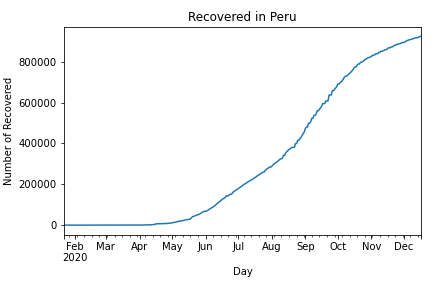 Recovered in Peru
Number of Recovered
800000
600000
400000
200000
0
Feb Mar Apr May Jun Jul Aug Sep Oct Nov Dec
2020
Day